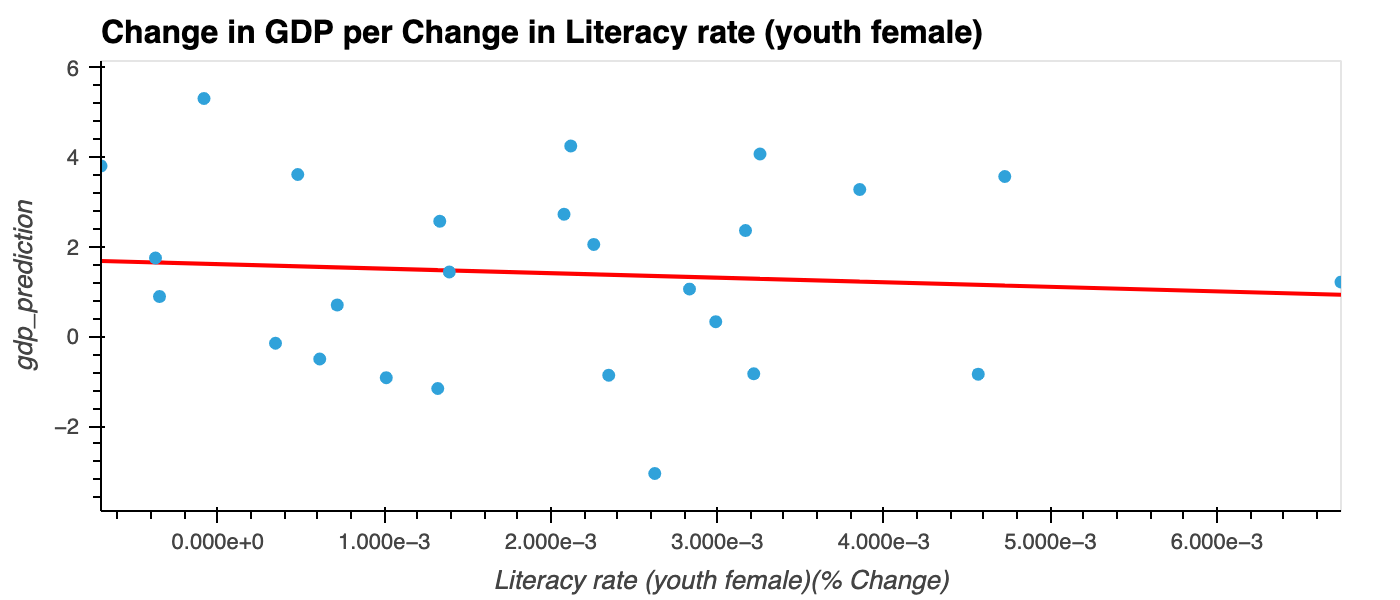 Change in GDP per Change in Literacy rate (youth female)
6
4
2
0
−2
gdp_prediction
0.000e+0 1.000e−3 2.000e−3 3.000e−3 4.000e−3 5.000e−3 6.000e−3
Literacy rate (youth female)(% Change)